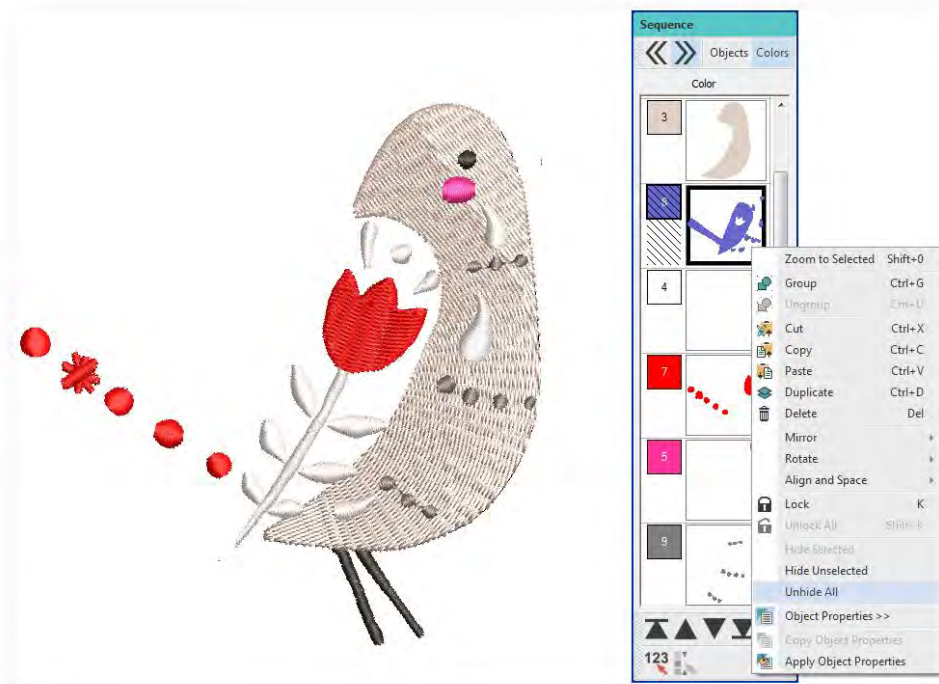 Sequence
Objects Colors
Color
3
8
4
7
5
9
123
Zoom to Selected Shift+0
Group Ctrl+G
Ungroup Ctrl+U
Cut Ctrl+X
Copy Ctrl+C
Paste Ctrl+V
Duplicate Ctrl+D
Delete Del
Mirror
Rotate
Align and Space
Lock K
Unlock All Shift+K
Hide Selected
Hide Unselected
Unhide All
Object Properties >>
Copy Object Properties
Apply Object Properties